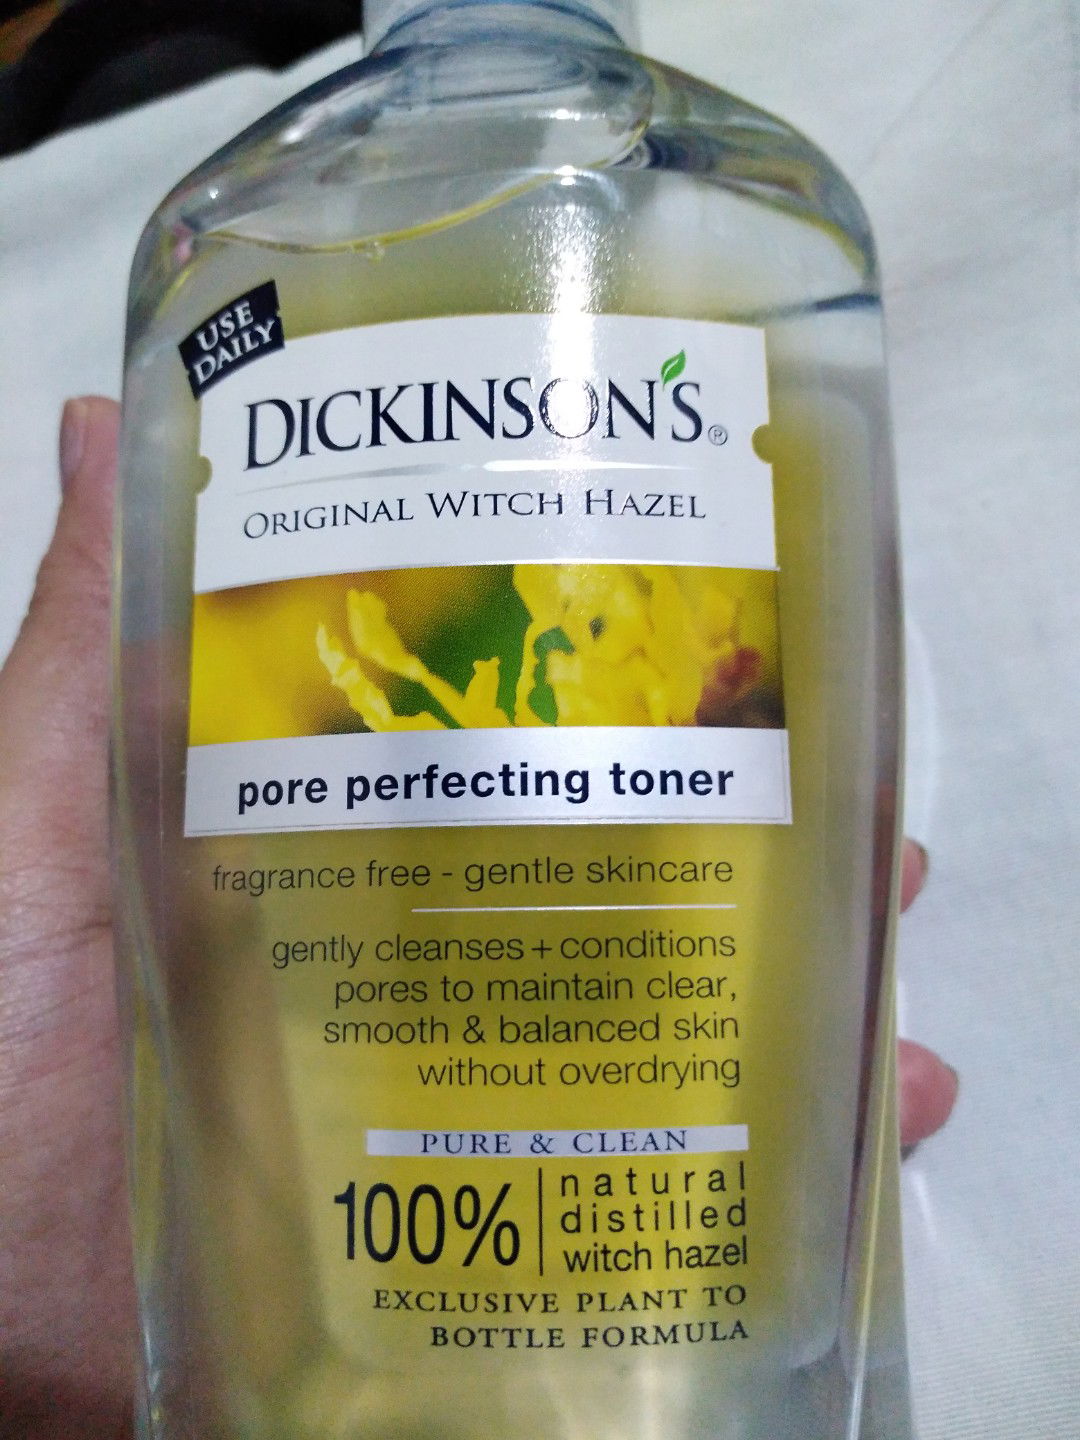 USE
DAILY
DICKINSON'S®
ORIGINAL WITCH HAZEL
pore perfecting toner
fragrance free - gentle skincare
gently cleanses + conditions
pores to maintain clear,
smooth & balanced skin
without overdrying
PURE & CLEAN
100% natural
distilled
witch hazel
EXCLUSIVE PLANT TO
BOTTLE FORMULA